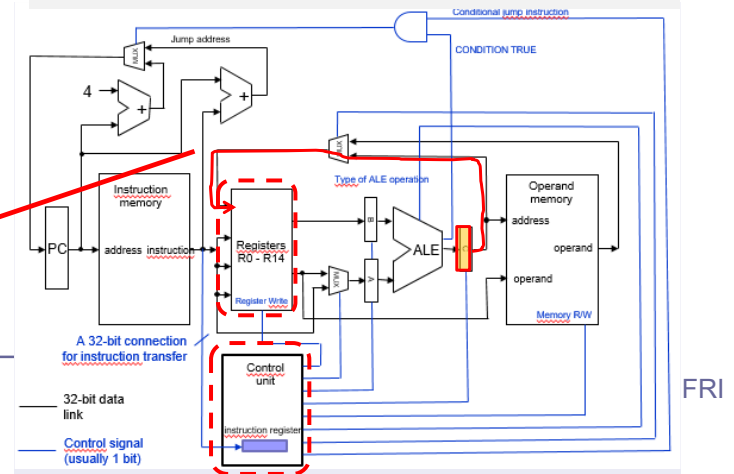 Conditional jump instruction
Jump address
MUX
CONDITION TRUE
4
+
+
MUX
Type of ALE operation
Instruction
memory
Operand
memory
B
address
PC
address instruction
Registers
R0 - R14
ALE
C
operand
MUX
A
operand
Register Write
Memory R/W
A 32-bit connection
for instruction transfer
Control
unit
FRI
32-bit data
link
instruction register
Control signal
(usually 1 bit)